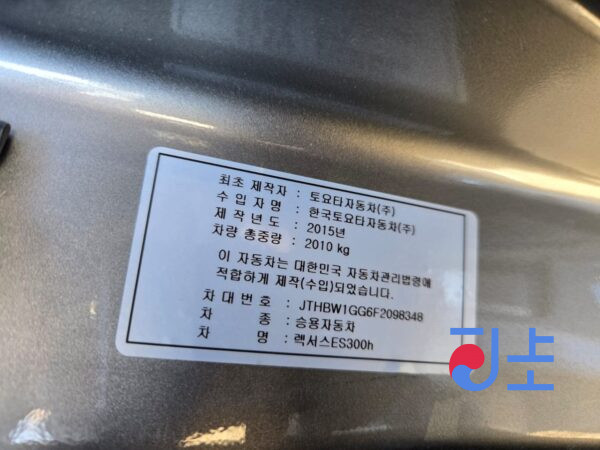 최초 제작자 : 토요타자동차(주)
수입자명 : 한국토요타자동차(주)
제작년도 : 2015년
차량 총중량 : 2010 kg
이 자동차는 대한민국 자동차관리법령에
적합하게 제작(수입)되었습니다.
차대번호 : JTHBW1GG6F2098348
차종 : 승용자동차
차명 : 렉서스ES300h